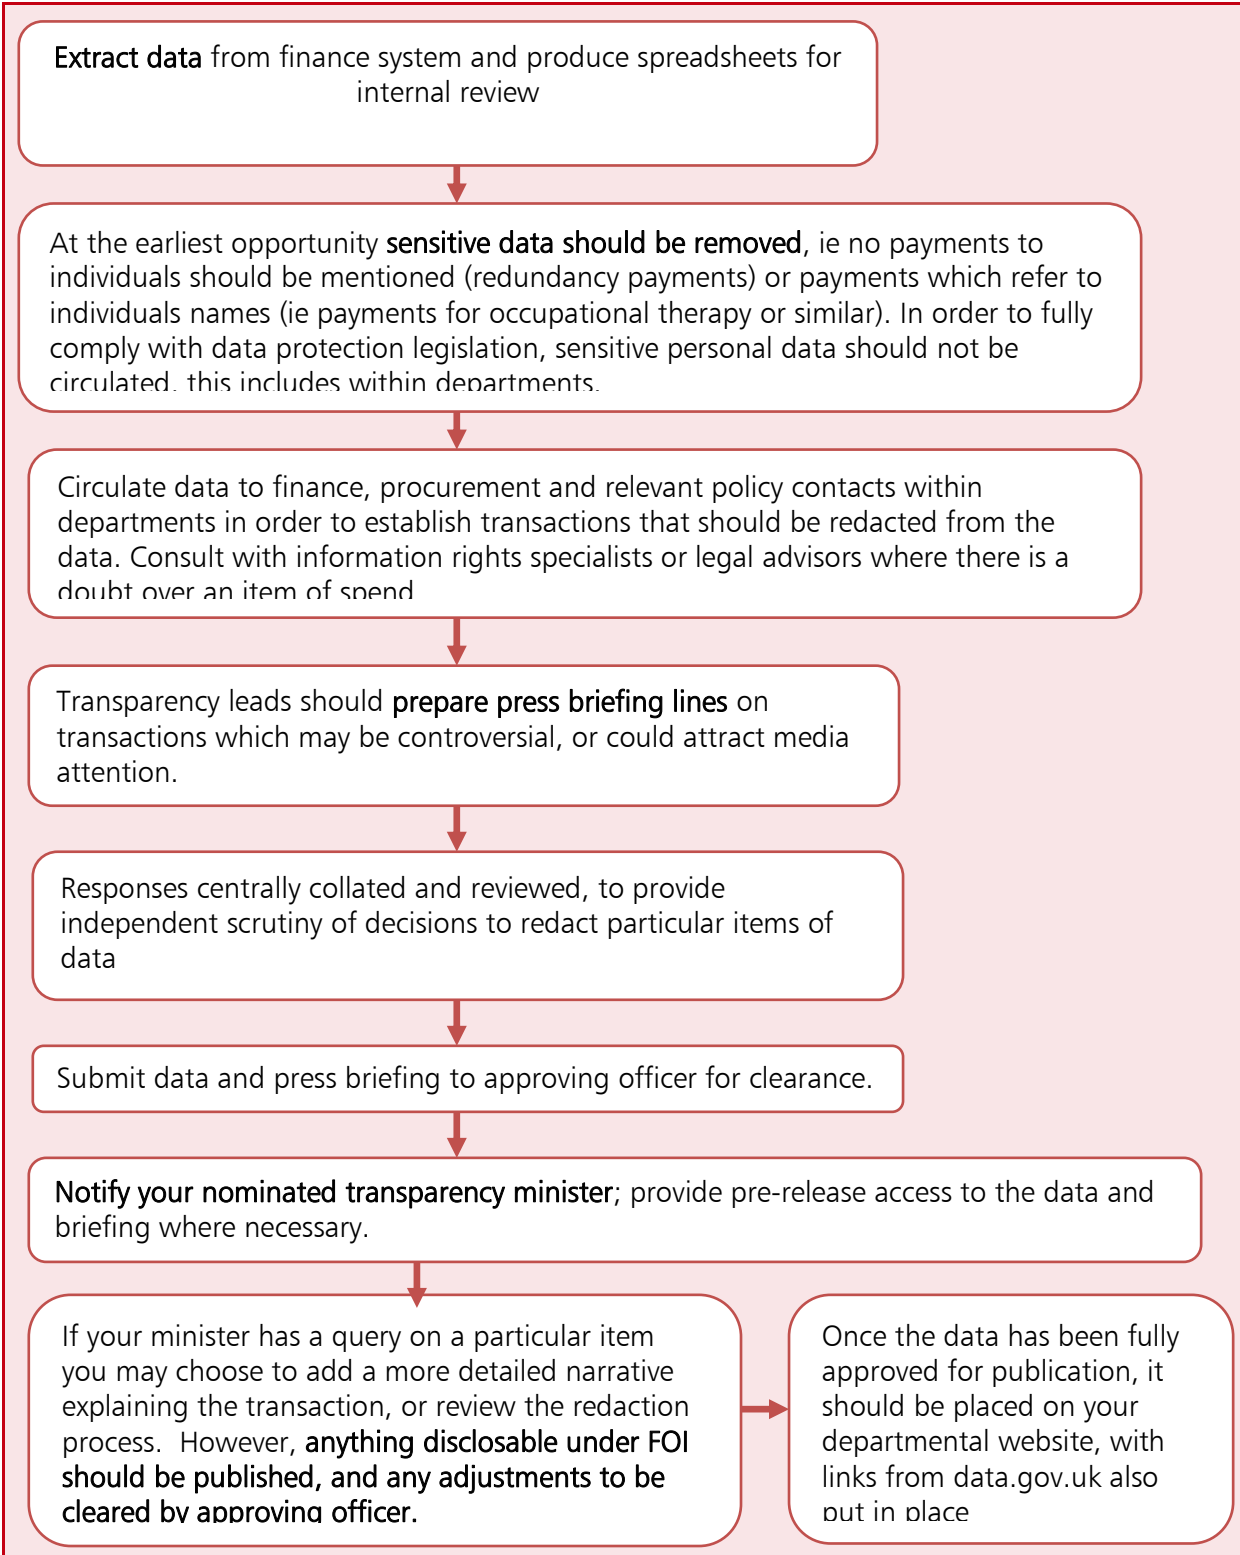 Extract data from finance system and produce spreadsheets for
internal review
At the earliest opportunity sensitive data should be removed, ie no payments to
individuals should be mentioned (redundancy payments) or payments which refer to
individuals names (ie payments for occupational therapy or similar). In order to fully
comply with data protection legislation, sensitive personal data should not be
circulated, this includes within departments.
Circulate data to finance, procurement and relevant policy contacts within
departments in order to establish transactions that should be redacted from the
data. Consult with information rights specialists or legal advisors where there is a
doubt over an item of spend
Transparency leads should prepare press briefing lines on
transactions which may be controversial, or could attract media
attention.
Responses centrally collated and reviewed, to provide
independent scrutiny of decisions to redact particular items of
data
Submit data and press briefing to approving officer for clearance.
Notify your nominated transparency minister; provide pre-release access to the data and
briefing where necessary.
If your minister has a query on a particular item
you may choose to add a more detailed narrative
explaining the transaction, or review the redaction
process.  However, anything disclosable under FOI
should be published, and any adjustments to be
cleared by approving officer.
Once the data has been fully
approved for publication, it
should be placed on your
departmental website, with
links from data.gov.uk also
put in place